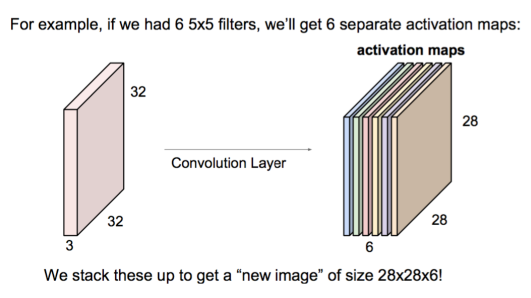 For example, if we had 6 5x5 filters, we'll get 6 separate activation maps:
activation maps
32
28
Convolution Layer
32
28
3
6
We stack these up to get a “new image” of size 28x28x6!